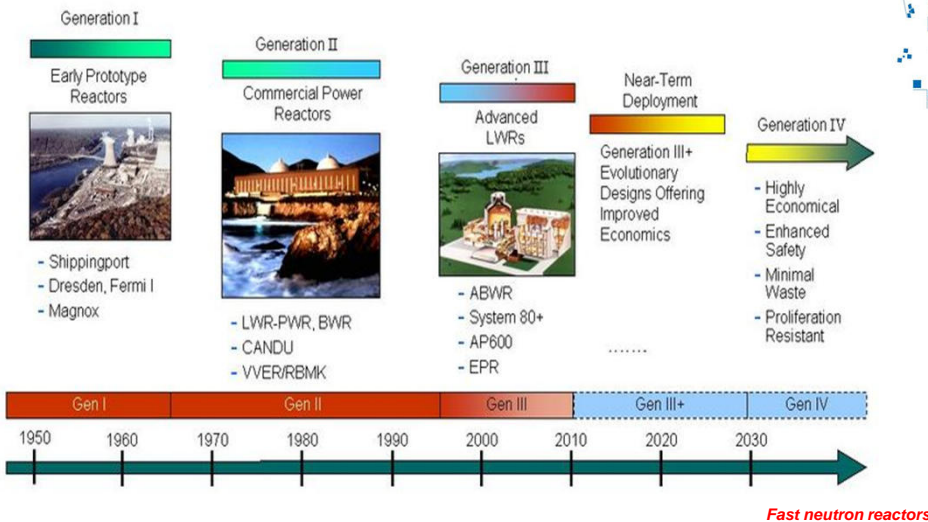 Generation I
Early Prototype
Reactors
- Shippingport
- Dresden, Fermi I
- Magnox
Generation II
Commercial Power
Reactors
- LWR-PWR, BWR
- CANDU
- VVER/RBMK
Generation III
Advanced
LWRs
- ABWR
- System 80+
- AP600
- EPR
Near-Term
Deployment
Generation III+
Evolutionary
Designs Offering
Improved
Economics
.......
Generation IV
- Highly
Economical
- Enhanced
Safety
- Minimal
Waste
- Proliferation
Resistant
Gen I Gen II Gen III Gen III+ Gen IV
1950 1960 1970 1980 1990 2000 2010 2020 2030
Fast neutron reactors